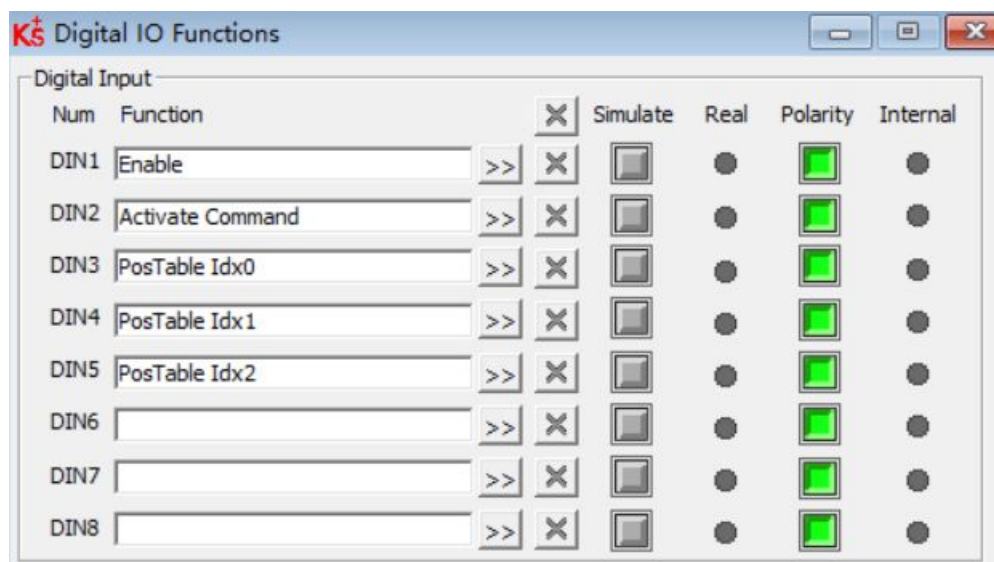 K+S Digital IO Functions
Digital Input
Num Function Simulate Real Polarity Internal
DIN1 Enable >>
DIN2 Activate Command >>
DIN3 PosTable Idx0 >>
DIN4 PosTable Idx1 >>
DIN5 PosTable Idx2 >>
DIN6 >>
DIN7 >>
DIN8 >>